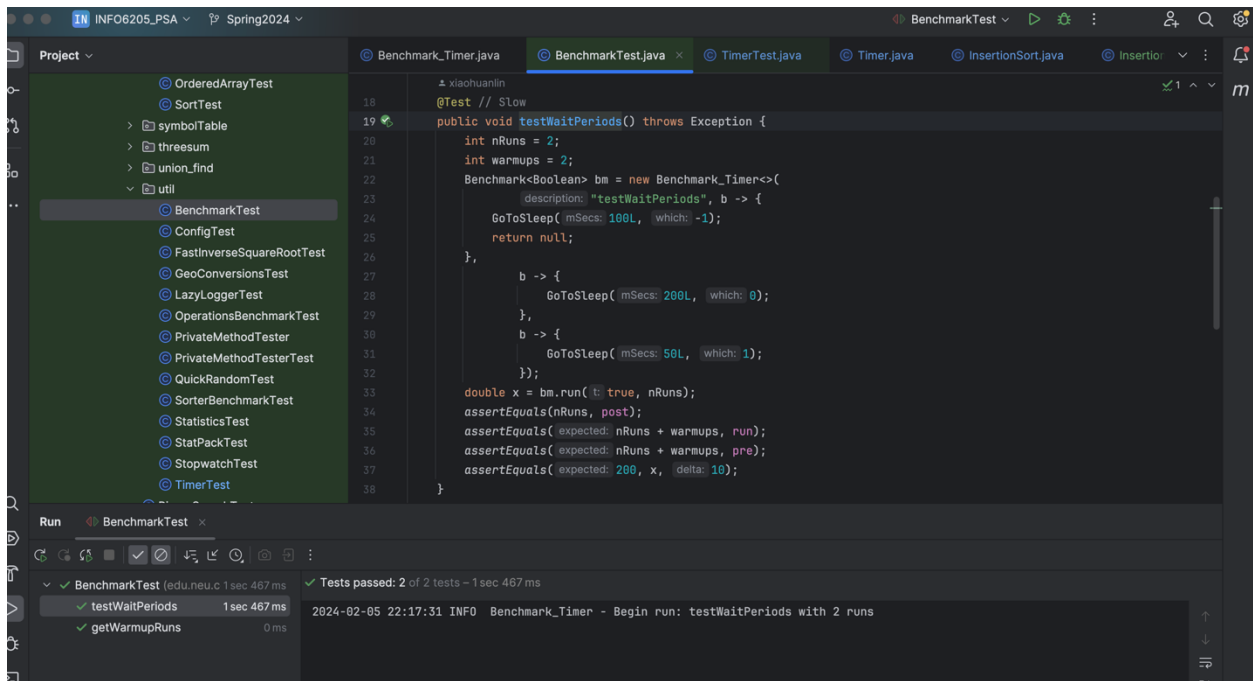 IN INFO6205_PSA Spring2024 BenchmarkTest
Project
Benchmark_Timer.java BenchmarkTest.java TimerTest.java Timer.java InsertionSort.java Insertion
OrderedArrayTest
SortTest
symbolTable
threesum
union_find
util
BenchmarkTest
ConfigTest
FastInverseSquareRootTest
GeoConversionsTest
LazyLoggerTest
OperationsBenchmarkTest
PrivateMethodTester
PrivateMethodTesterTest
QuickRandomTest
SorterBenchmarkTest
StatisticsTest
StatPackTest
StopwatchTest
TimerTest
xiaohuanlin
1
m
18 @Test // Slow
19 public void testWaitPeriods() throws Exception {
20 int nRuns = 2;
21 int warmups = 2;
22 Benchmark<Boolean> bm = new Benchmark_Timer<>(
23 description: "testWaitPeriods", b -> {
24 GoToSleep( mSecs: 100L, which: -1);
25 return null;
26 },
27 b -> {
28 GoToSleep( mSecs: 200L, which: 0);
29 },
30 b -> {
31 GoToSleep( mSecs: 50L, which: 1);
32 });
33 double x = bm.run( t: true, nRuns);
34 assertEquals(nRuns, post);
35 assertEquals( expected: nRuns + warmups, run);
36 assertEquals( expected: nRuns + warmups, pre);
37 assertEquals( expected: 200, x, delta: 10);
38 }
Run BenchmarkTest
BenchmarkTest (edu.neu.c 1 sec 467 ms
testWaitPeriods 1 sec 467 ms
getWarmupRuns 0 ms
Tests passed: 2 of 2 tests – 1 sec 467 ms
2024-02-05 22:17:31 INFO Benchmark_Timer - Begin run: testWaitPeriods with 2 runs